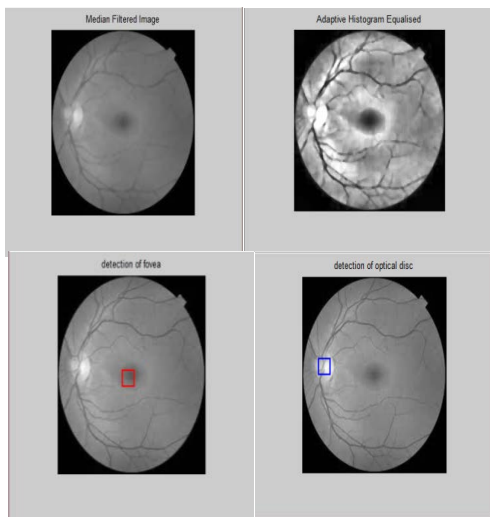 Median Filtered Image
Adaptive Histogram Equalised
detection of fovea
detection of optical disc